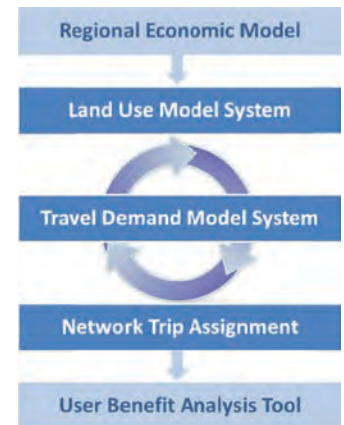 Regional Economic Model
Land Use Model System
Travel Demand Model System
Network Trip Assignment
User Benefit Analysis Tool